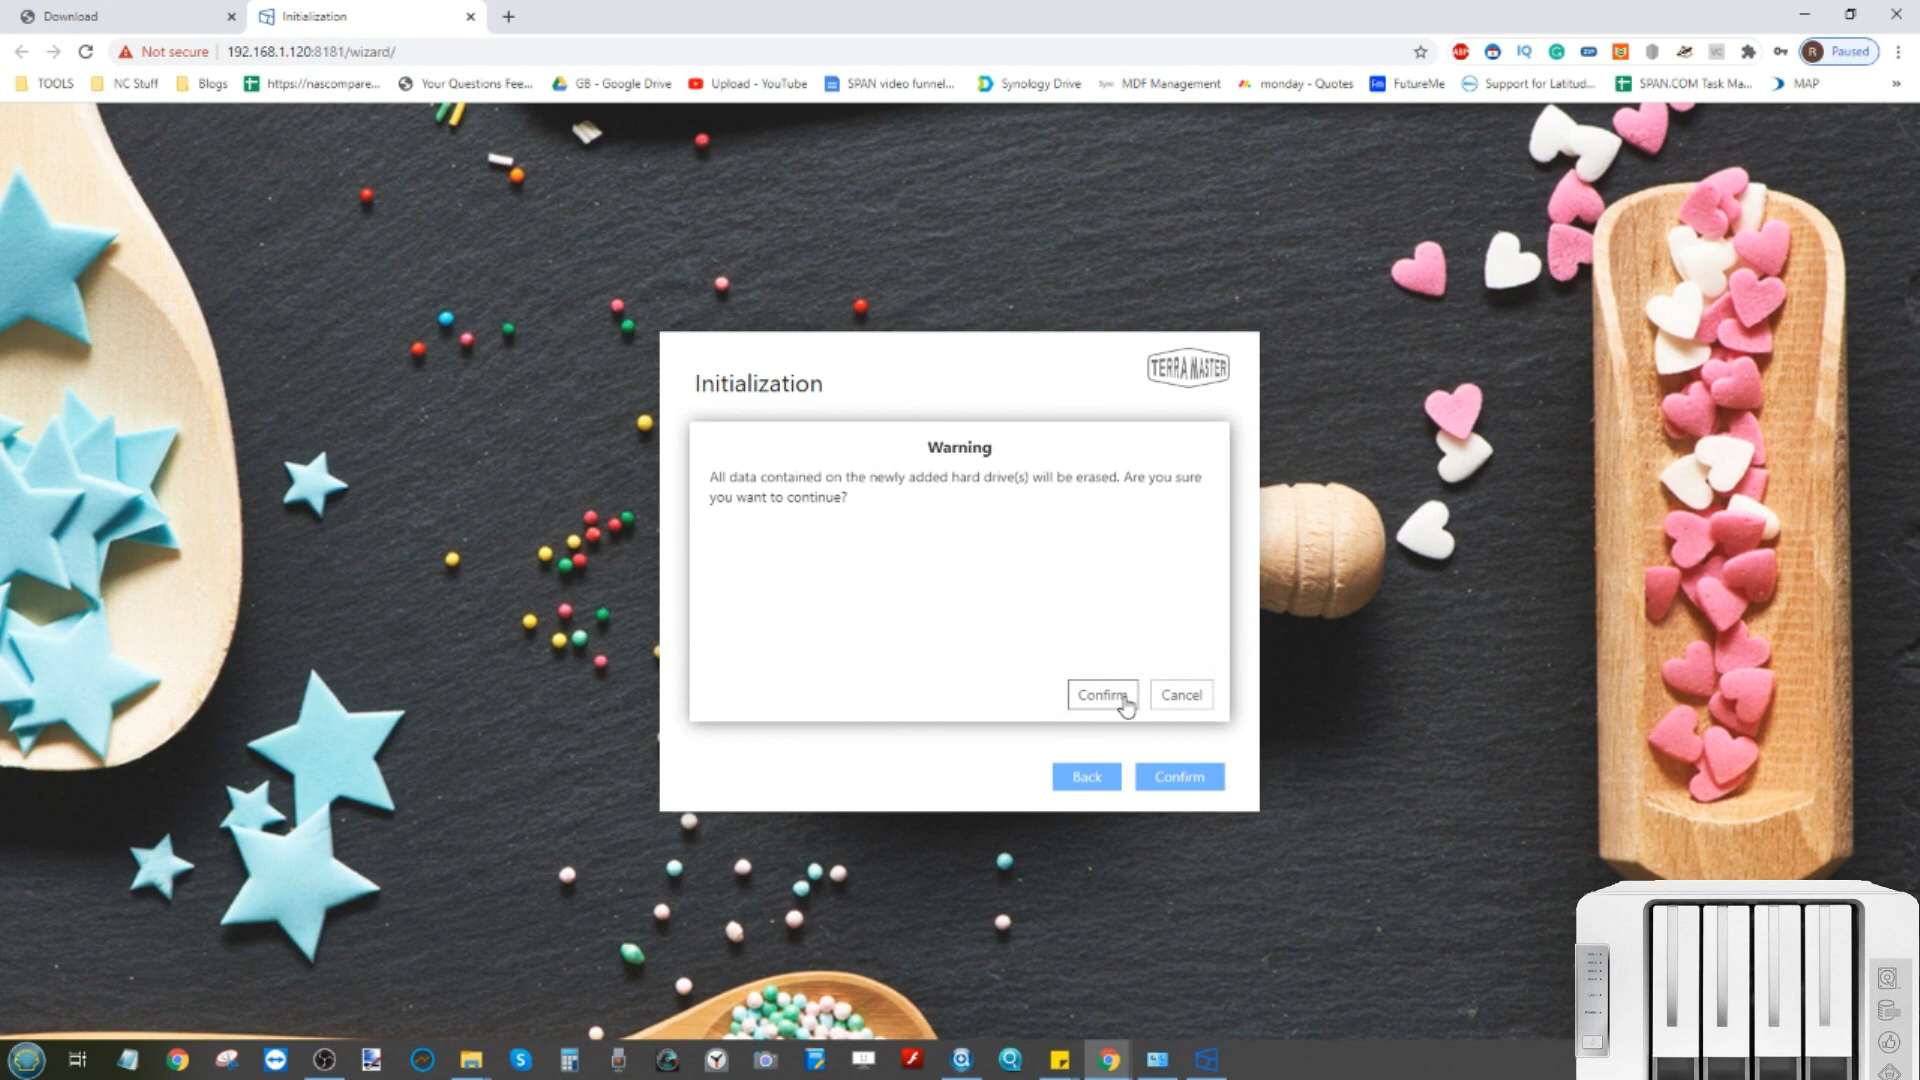 Download
Initialization
Not secure
192.168.1.120:8181/wizard/
ABP
IQ
VC
R
Paused
TOOLS
NC Stuff
Blogs
https://nascompare...
Your Questions Fee...
GB - Google Drive
Upload - YouTube
SPAN video funnel...
Synology Drive
MDF Management
monday - Quotes
FutureMe
Support for Latitud...
SPAN.COM Task Ma...
MAP
»
TERRA MASTER
Initialization
Warning
All data contained on the newly added hard drive(s) will be erased. Are you sure
you want to continue?
Confirm
Cancel
Back
Confirm